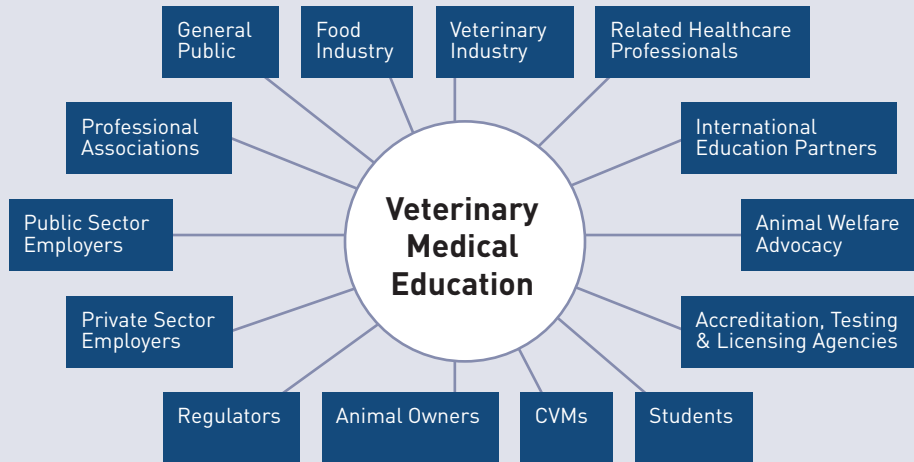 General
Public
Food
Industry
Veterinary
Industry
Related Healthcare
Professionals
Professional
Associations
International
Education Partners
Veterinary
Medical
Education
Public Sector
Employers
Animal Welfare
Advocacy
Private Sector
Employers
Accreditation, Testing
& Licensing Agencies
Regulators
Animal Owners
CVMs
Students